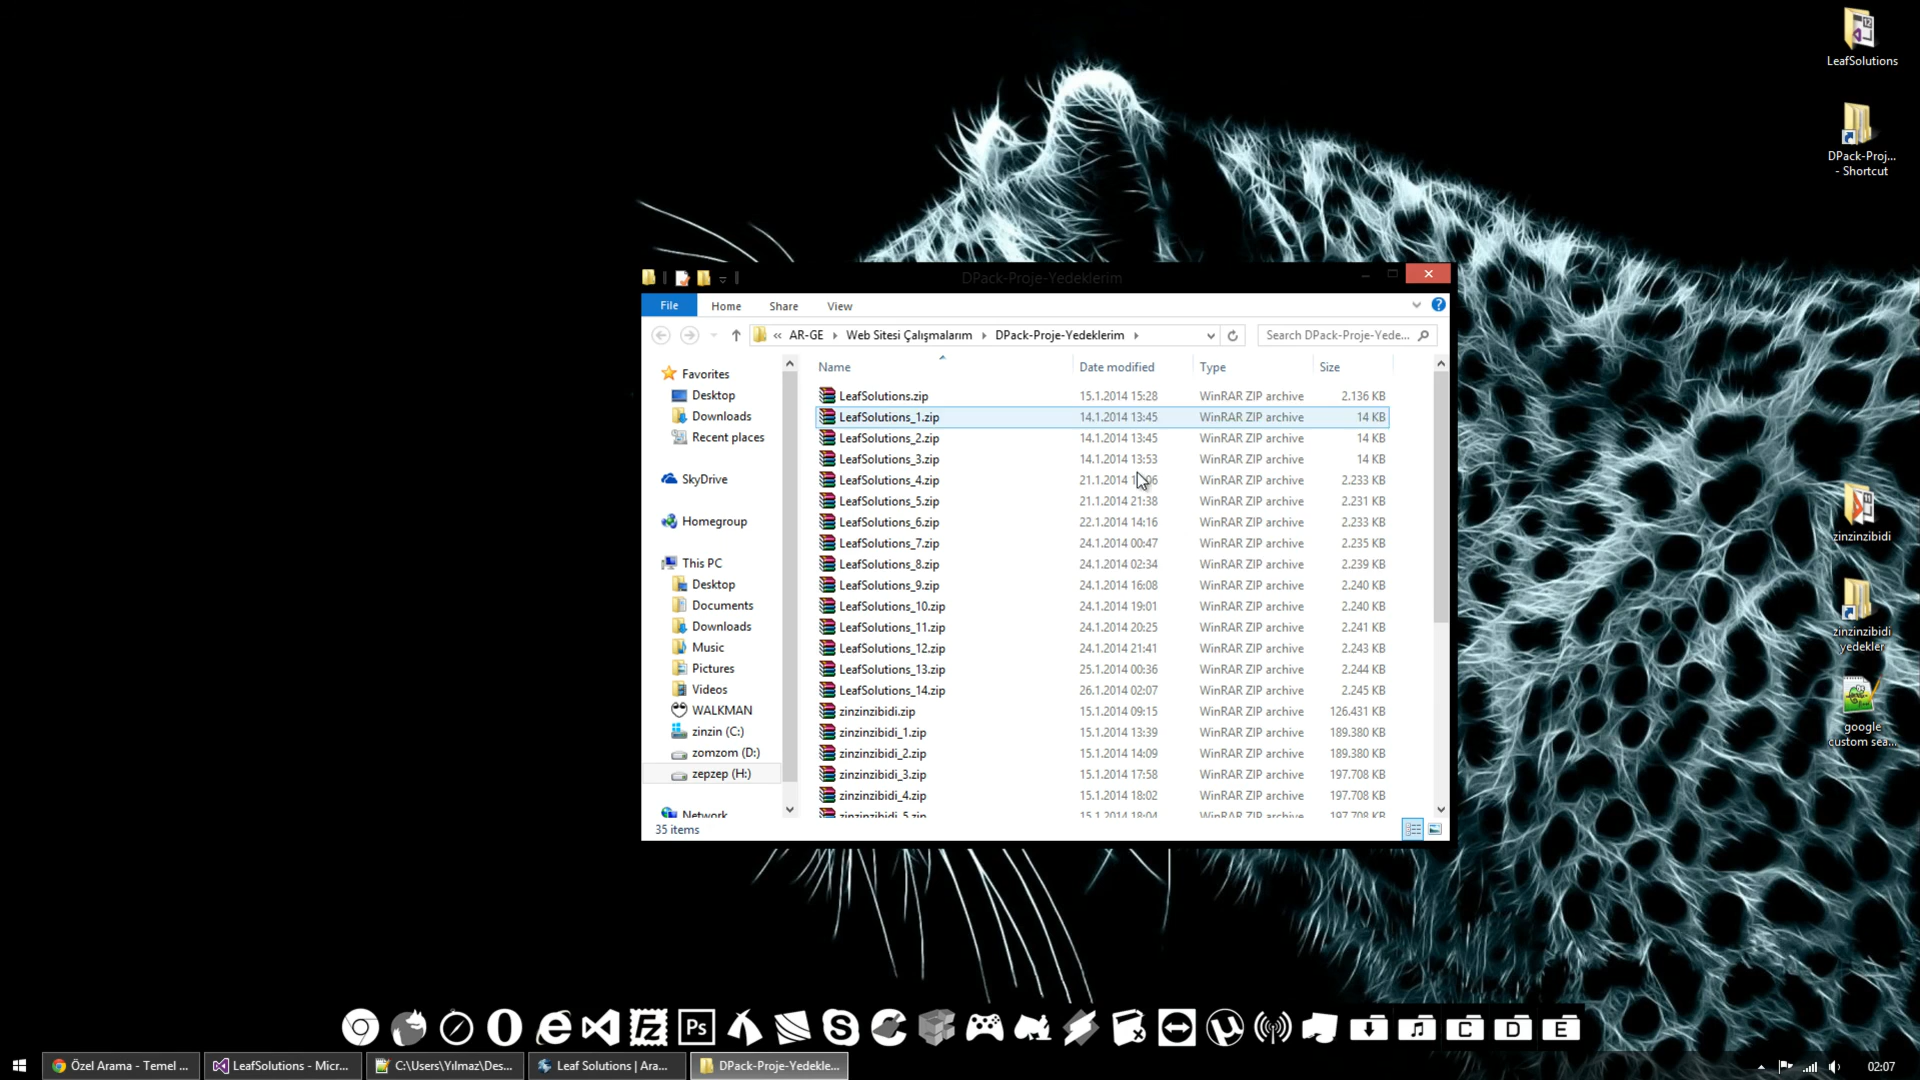 LeafSolutions
DPack-Proj...
- Shortcut
DPack-Proje-Yedeklerim
File Home Share View
« AR-GE Web Sitesi Çalışmalarım DPack-Proje-Yedeklerim
Search DPack-Proje-Yede...
Name Date modified Type Size
Favorites
Desktop
Downloads
Recent places
SkyDrive
Homegroup
This PC
Desktop
Documents
Downloads
Music
Pictures
Videos
WALKMAN
zinzin (C:)
zomzom (D:)
zepzep (H:)
Network
LeafSolutions.zip 15.1.2014 15:28 WinRAR ZIP archive 2.136 KB
LeafSolutions_1.zip 14.1.2014 13:45 WinRAR ZIP archive 14 KB
LeafSolutions_2.zip 14.1.2014 13:45 WinRAR ZIP archive 14 KB
LeafSolutions_3.zip 14.1.2014 13:53 WinRAR ZIP archive 14 KB
LeafSolutions_4.zip 21.1.2014 WinRAR ZIP archive 2.233 KB
LeafSolutions_5.zip 21.1.2014 21:38 WinRAR ZIP archive 2.231 KB
LeafSolutions_6.zip 22.1.2014 14:16 WinRAR ZIP archive 2.233 KB
LeafSolutions_7.zip 24.1.2014 00:47 WinRAR ZIP archive 2.235 KB
LeafSolutions_8.zip 24.1.2014 02:34 WinRAR ZIP archive 2.239 KB
LeafSolutions_9.zip 24.1.2014 16:08 WinRAR ZIP archive 2.240 KB
LeafSolutions_10.zip 24.1.2014 19:01 WinRAR ZIP archive 2.240 KB
LeafSolutions_11.zip 24.1.2014 20:25 WinRAR ZIP archive 2.241 KB
LeafSolutions_12.zip 24.1.2014 21:41 WinRAR ZIP archive 2.243 KB
LeafSolutions_13.zip 25.1.2014 00:36 WinRAR ZIP archive 2.244 KB
LeafSolutions_14.zip 26.1.2014 02:07 WinRAR ZIP archive 2.245 KB
zinzinzibidi.zip 15.1.2014 09:15 WinRAR ZIP archive 126.431 KB
zinzinzibidi_1.zip 15.1.2014 13:39 WinRAR ZIP archive 189.380 KB
zinzinzibidi_2.zip 15.1.2014 14:09 WinRAR ZIP archive 189.380 KB
zinzinzibidi_3.zip 15.1.2014 17:58 WinRAR ZIP archive 197.708 KB
zinzinzibidi_4.zip 15.1.2014 18:02 WinRAR ZIP archive 197.708 KB
zinzinzibidi_5.zip 15.1.2014 18:04 WinRAR ZIP archive 197.708 KB
35 items
zinzinzibidi
zinzinzibidi
yedekler
google
custom sea...
Ps C D E
Özel Arama - Temel ... LeafSolutions - Micr... C:\Users\Yılmaz\Des... Leaf Solutions | Ara... DPack-Proje-Yedekle... 02:07